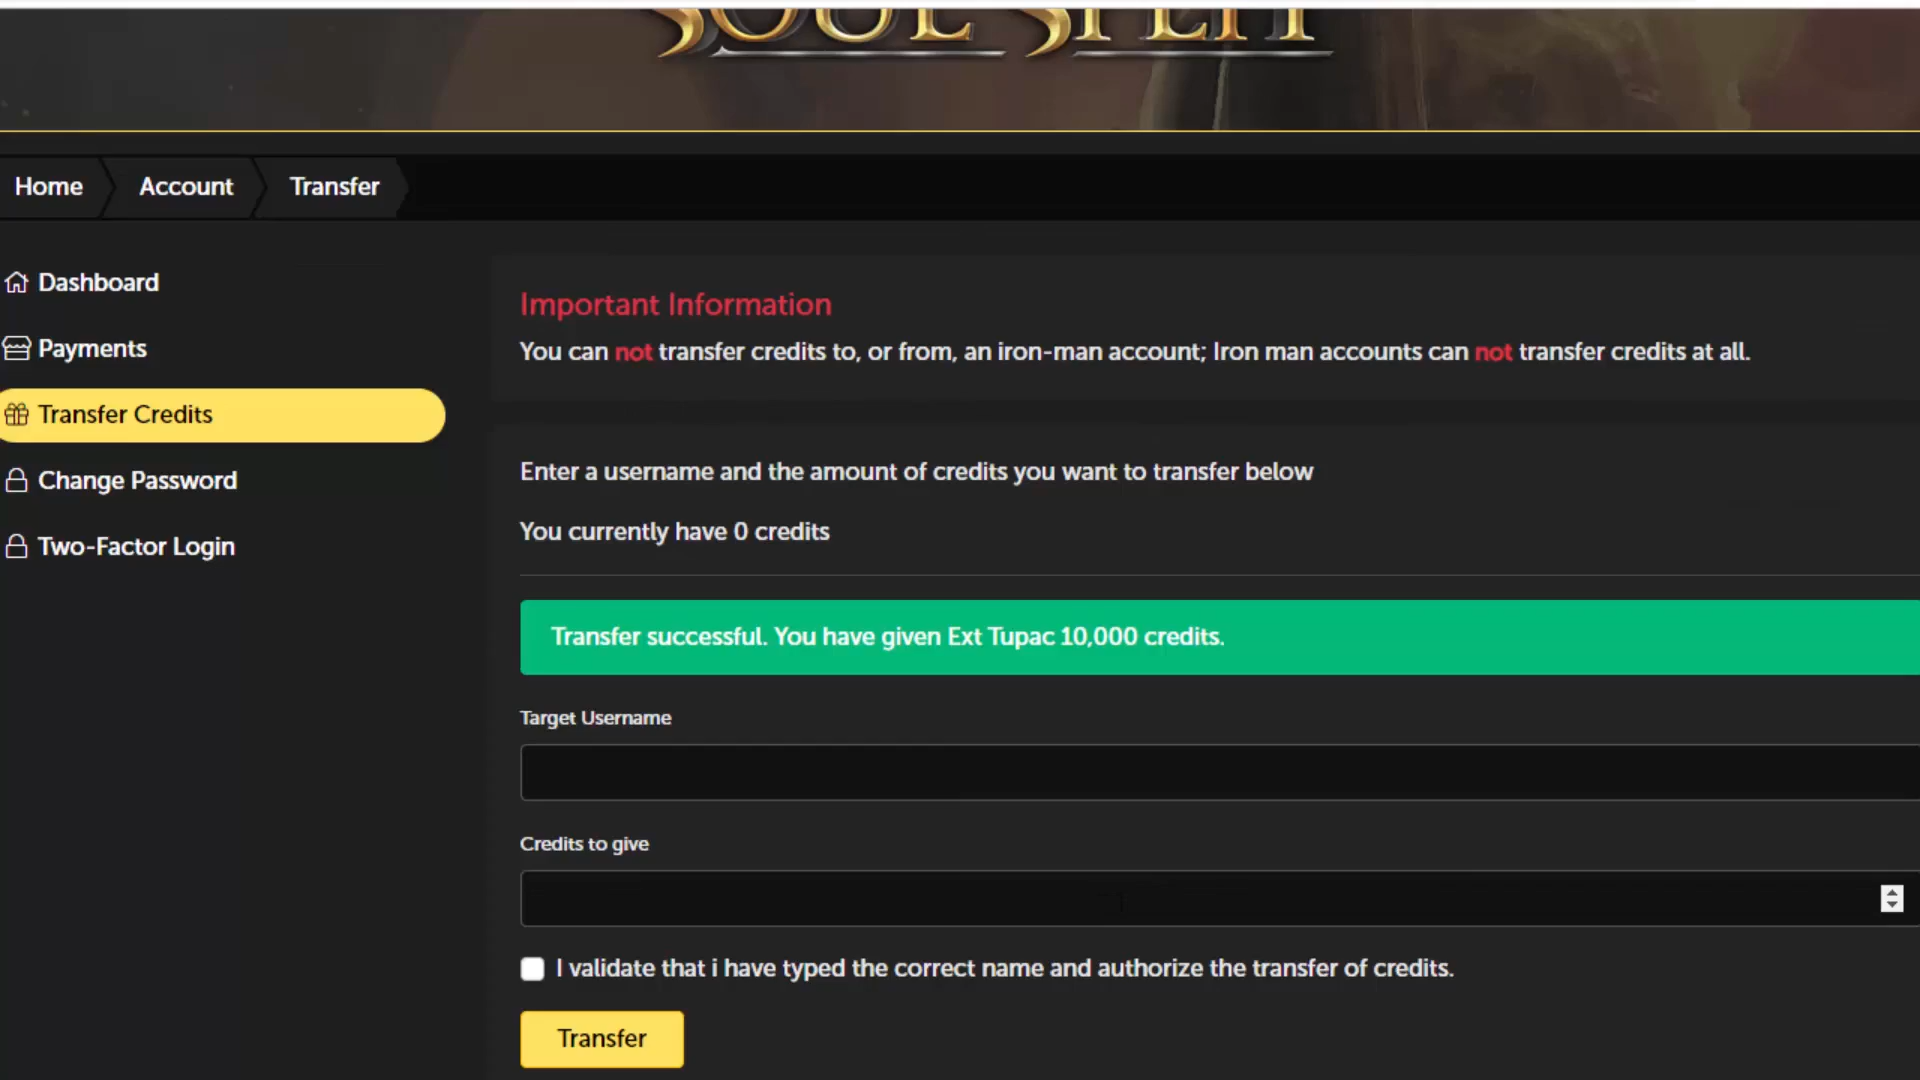 SOUL SPLIT
Home
Account
Transfer
Dashboard
Payments
Transfer Credits
Change Password
Two-Factor Login
Important Information
You can not transfer credits to, or from, an iron-man account; Iron man accounts can not transfer credits at all.
Enter a username and the amount of credits you want to transfer below
You currently have 0 credits
Transfer successful. You have given Ext Tupac 10,000 credits.
Target Username
Credits to give
I validate that i have typed the correct name and authorize the transfer of credits.
Transfer